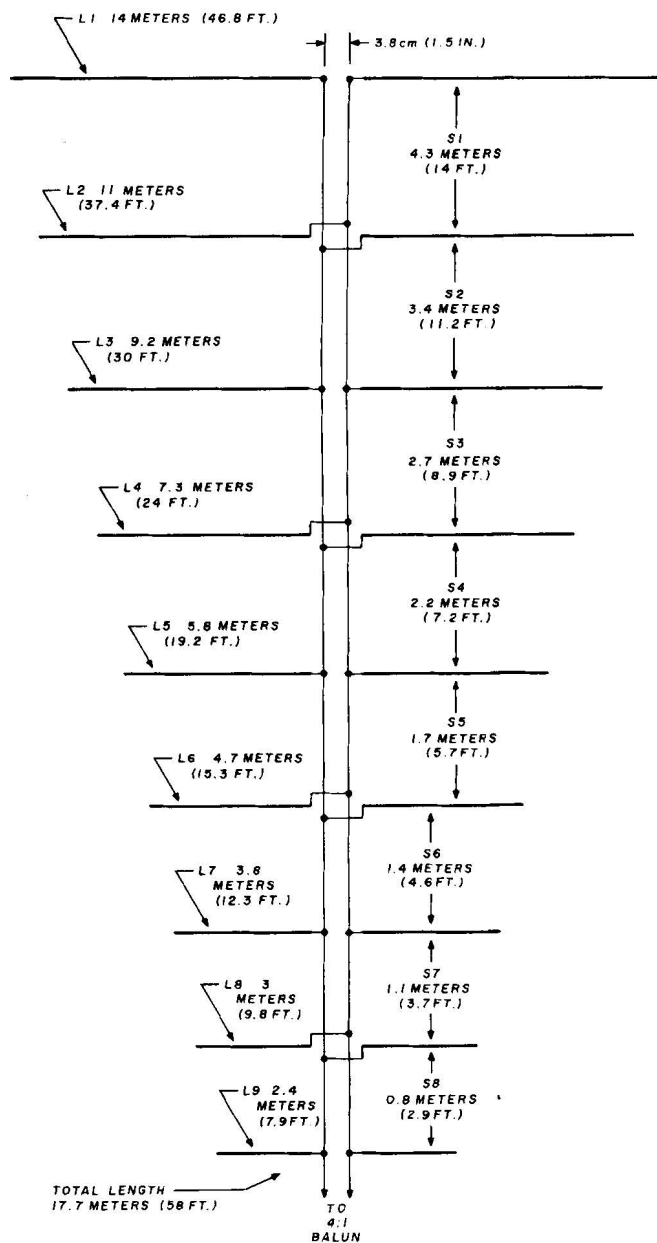 L1 14 METERS (46.8 FT.)
3.8cm (1.5 IN.)
S1
4.3 METERS
(14 FT.)
L2 11 METERS
(37.4 FT.)
S2
3.4 METERS
(11.2 FT.)
L3 9.2 METERS
(30 FT.)
S3
2.7 METERS
(8.9 FT.)
L4 7.3 METERS
(24 FT.)
S4
2.2 METERS
(7.2 FT.)
L5 5.8 METERS
(19.2 FT.)
S5
1.7 METERS
(5.7 FT.)
L6 4.7 METERS
(15.3 FT.)
S6
1.4 METERS
(4.6 FT.)
L7 3.8
METERS
(12.3 FT.)
S7
1.1 METERS
(3.7 FT.)
L8 3
METERS
(9.8 FT.)
S8
0.8 METERS
(2.9 FT.)
L9 2.4
METERS
(7.9 FT.)
TOTAL LENGTH
17.7 METERS (58 FT.)
TO
4:1
BALUN